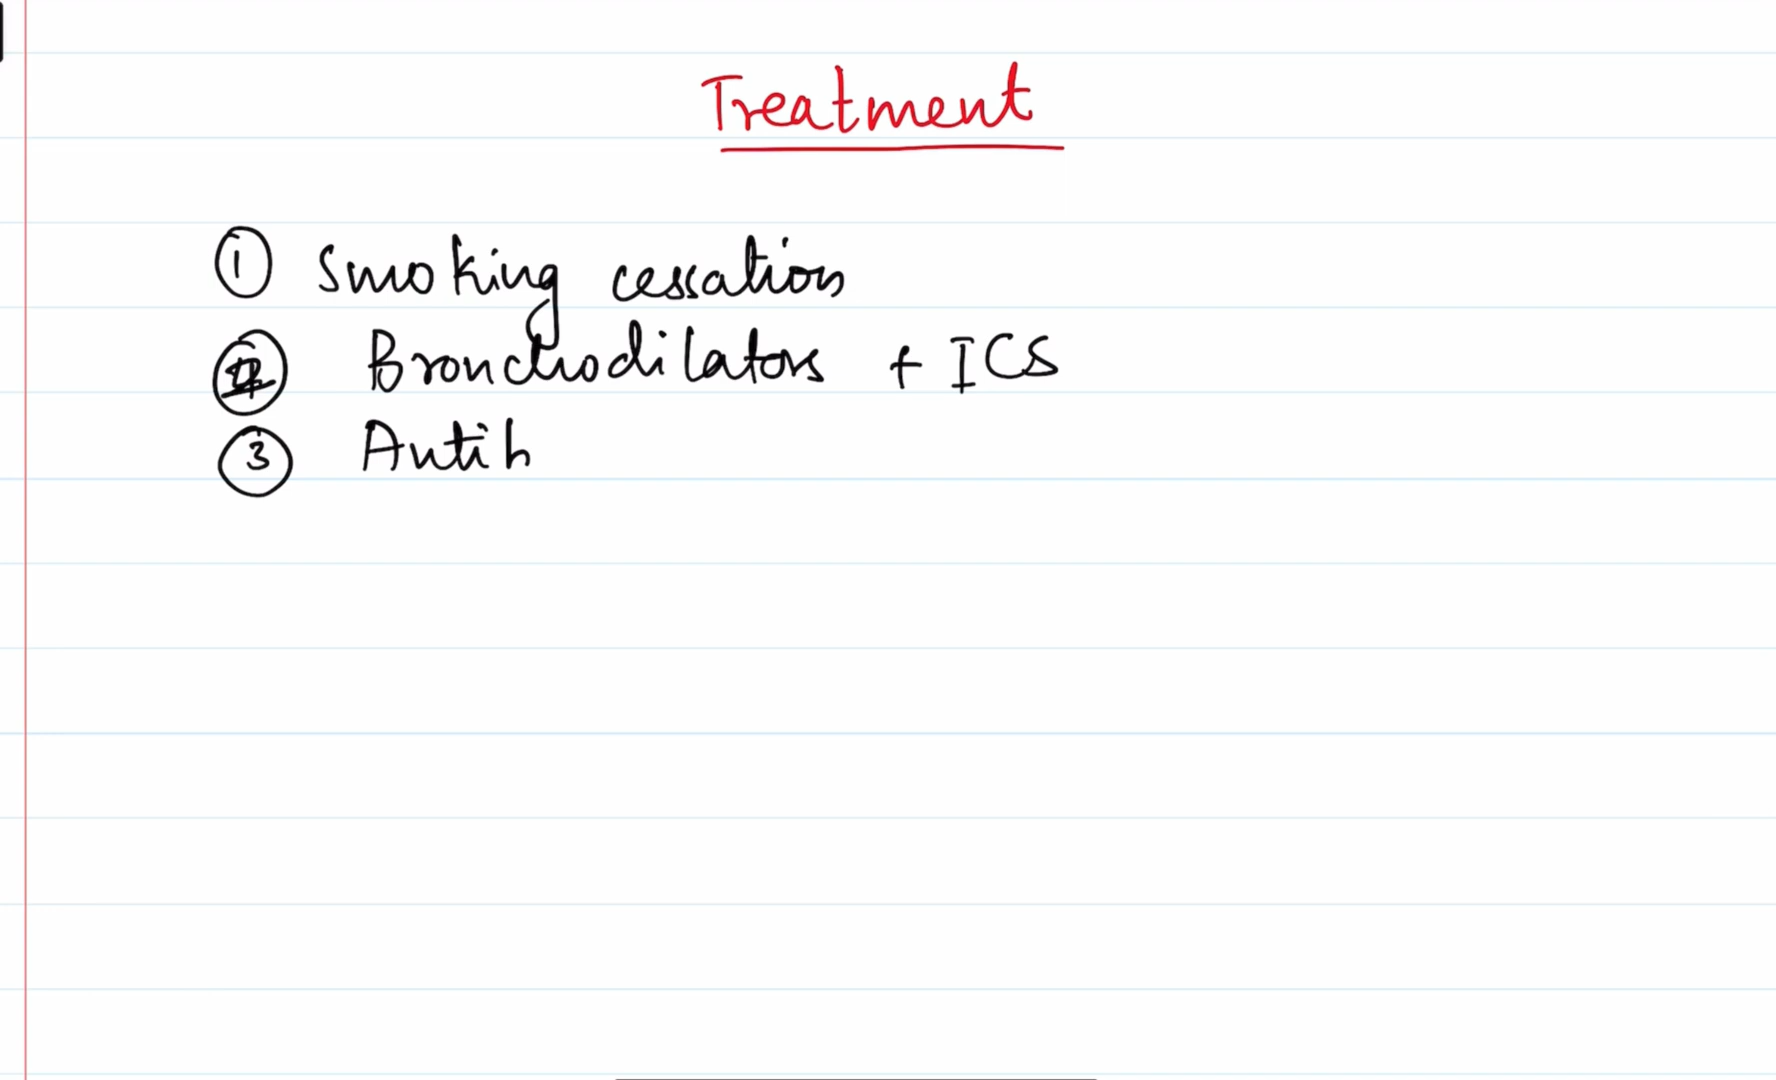 Treatment
① Smoking cessation
② Bronchodilators + ICS
③ Antih